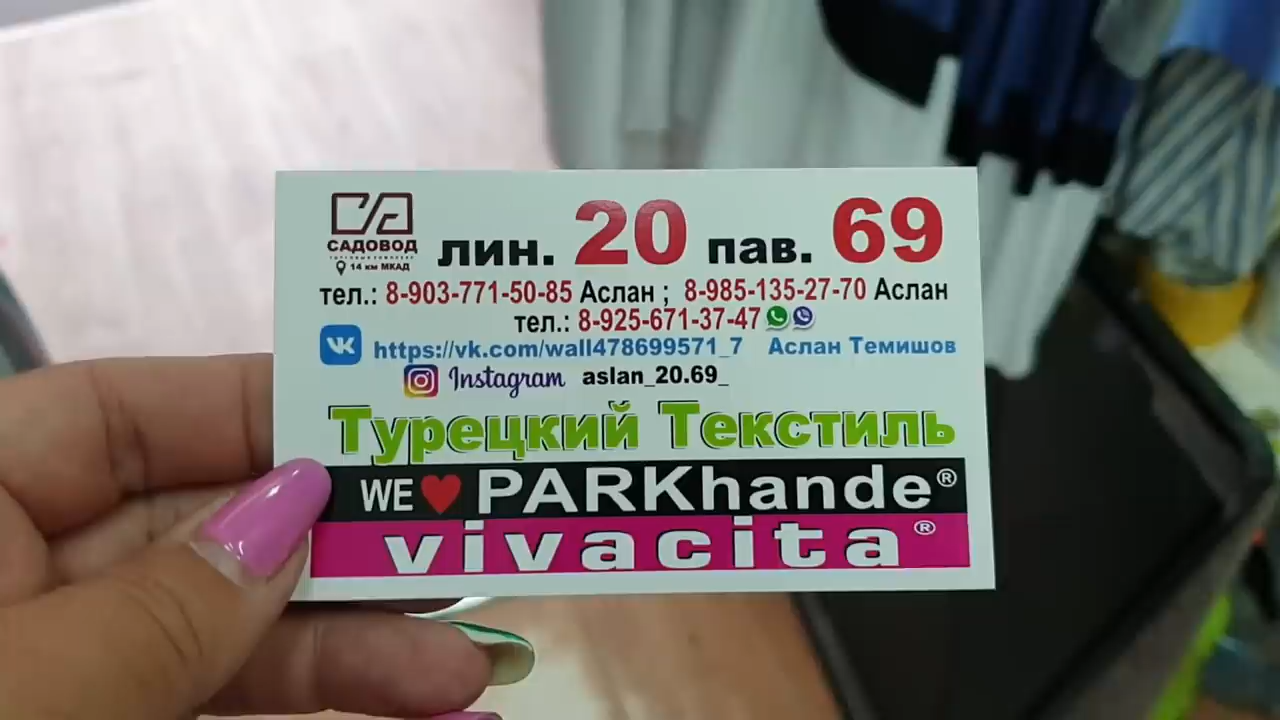 САДОВОД
14 км МКАД
лин. 20 пав. 69
тел.: 8-903-771-50-85 Аслан ; 8-985-135-27-70 Аслан
тел.: 8-925-671-37-47
https://vk.com/wall478699571_7 Аслан Темишов
Instagram aslan_20.69_
Турецкий Текстиль
WE PARKhande®
vivacita®